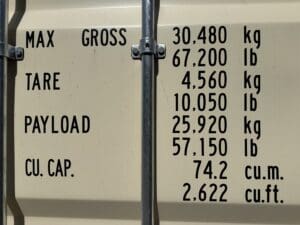 MAX GROSS 30.480 kg
67.200 lb
TARE 4,560 kg
10.050 lb
PAYLOAD 25.920 kg
57.150 lb
CU. CAP. 74.2 cu.m.
2.622 cu.ft.